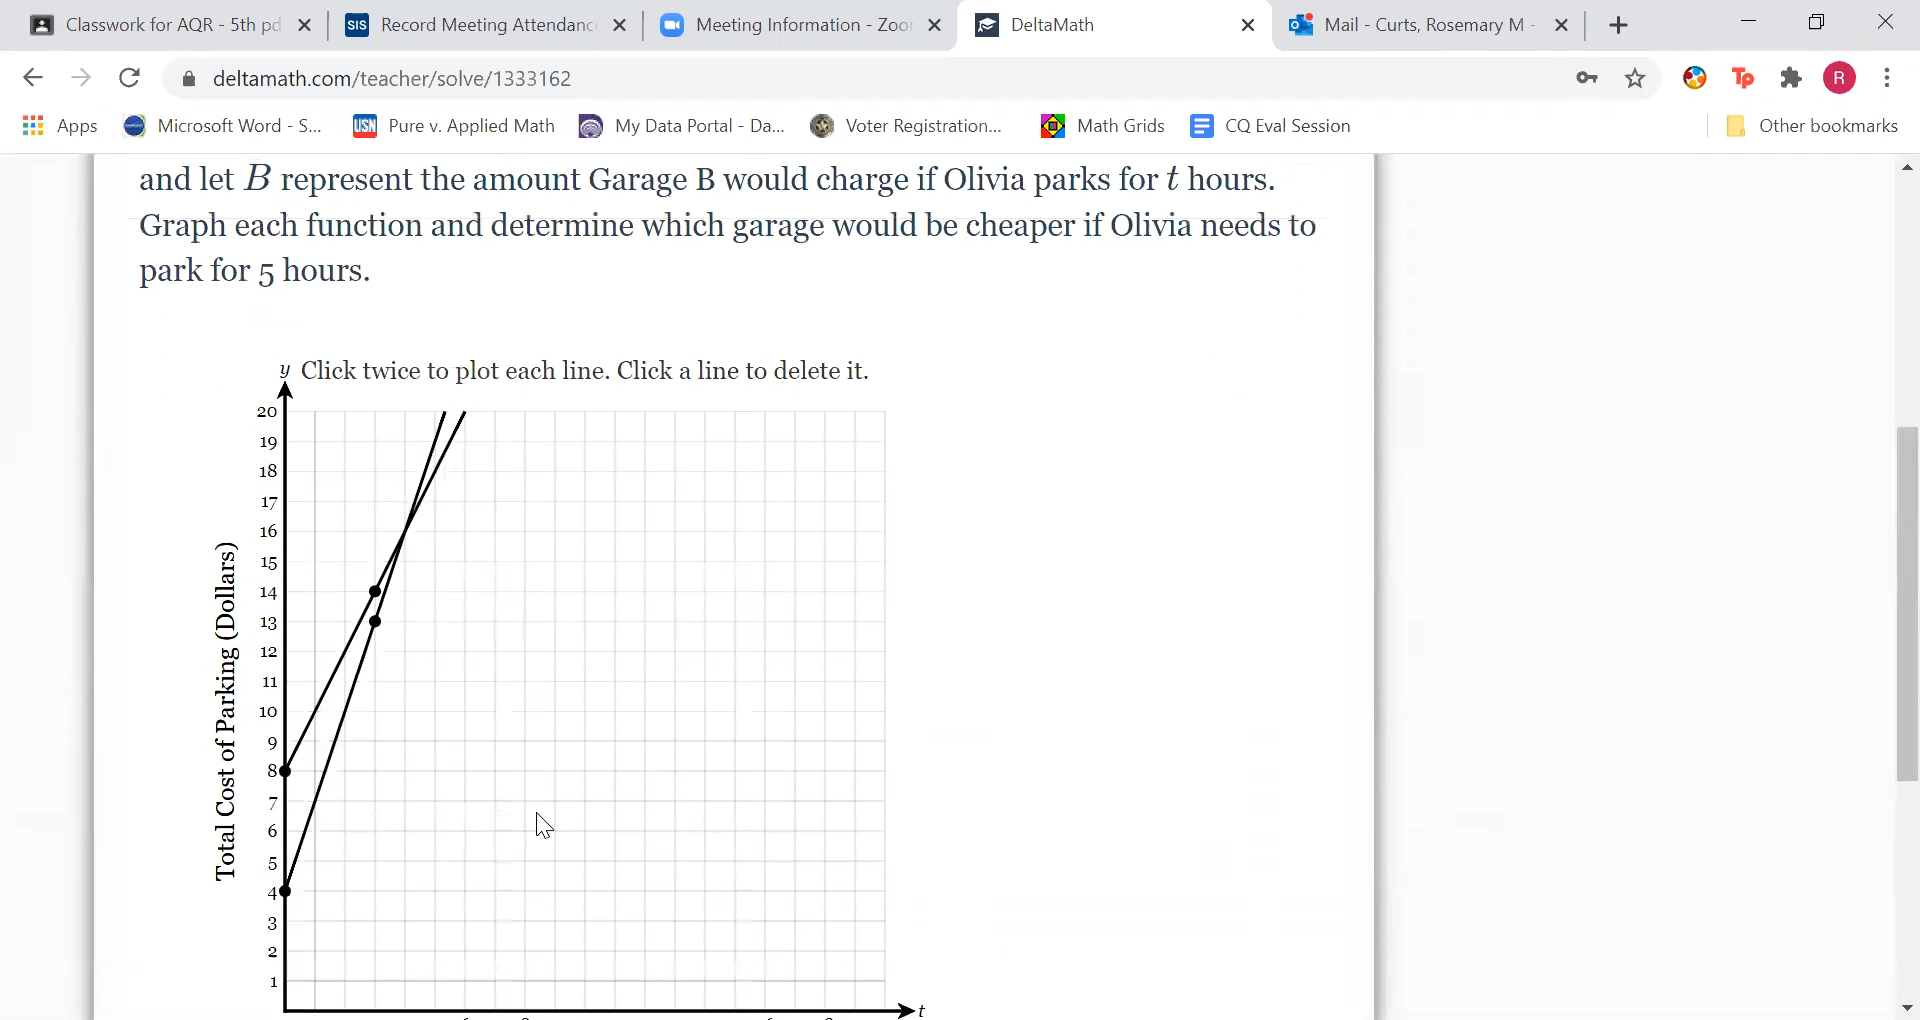 Classwork for AQR - 5th pd
SIS Record Meeting Attendanc
Meeting Information - Zoo
DeltaMath
Mail - Curts, Rosemary M -
deltamath.com/teacher/solve/1333162
Tp
R
Apps
Microsoft Word - S...
USN Pure v. Applied Math
My Data Portal - Da...
Voter Registration...
Math Grids
CQ Eval Session
Other bookmarks
and let B represent the amount Garage B would charge if Olivia parks for t hours.
Graph each function and determine which garage would be cheaper if Olivia needs to
park for 5 hours.
y Click twice to plot each line. Click a line to delete it.
20
19
18
17
16
15
14
13
12
11
10
9
8
7
6
5
4
3
2
1
Total Cost of Parking (Dollars)
t